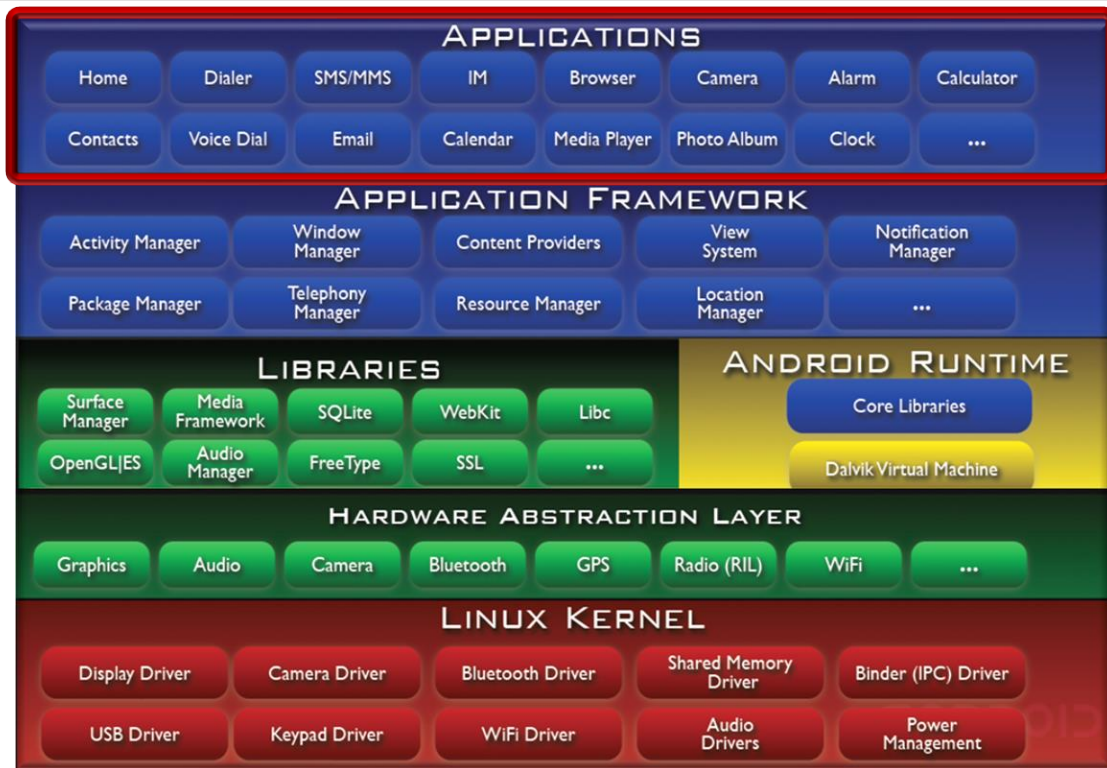 APPLICATIONS
Home Dialer SMS/MMS IM Browser Camera Alarm Calculator
Contacts Voice Dial Email Calendar Media Player Photo Album Clock ...
APPLICATION FRAMEWORK
Activity Manager
Window
Manager
Content Providers
View
System
Notification
Manager
Package Manager
Telephony
Manager
Resource Manager
Location
Manager
...
LIBRARIES
Surface
Manager
Media
Framework
SQLite
WebKit
Libc
OpenGL|ES
Audio
Manager
FreeType
SSL
...
ANDROID RUNTIME
Core Libraries
Dalvik Virtual Machine
HARDWARE ABSTRACTION LAYER
Graphics Audio Camera Bluetooth GPS Radio (RIL) WiFi ...
LINUX KERNEL
Display Driver
Camera Driver
Bluetooth Driver
Shared Memory
Driver
Binder (IPC) Driver
USB Driver
Keypad Driver
WiFi Driver
Audio
Drivers
Power
Management